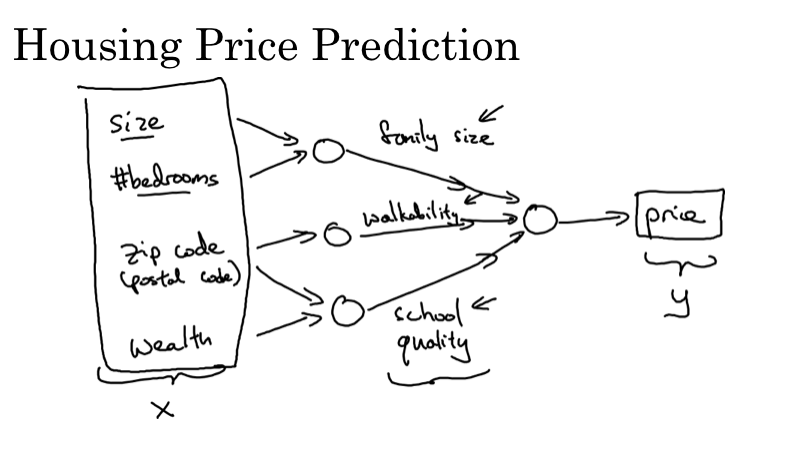 Housing Price Prediction
size
family size
#bedrooms
walkability
price
zip code
(postal code)
y
school
quality
wealth
x